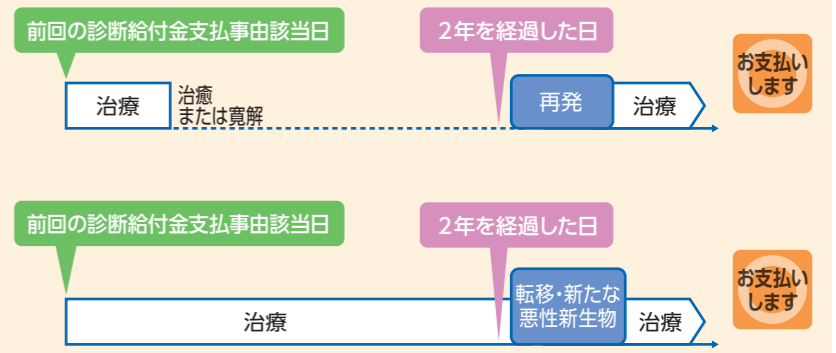 前回の診断給付金支払事由該当日
2年を経過した日
お支払い
します
治療
治癒
または寛解
再発
治療
前回の診断給付金支払事由該当日
2年を経過した日
お支払い
します
治療
転移・新たな
悪性新生物
治療